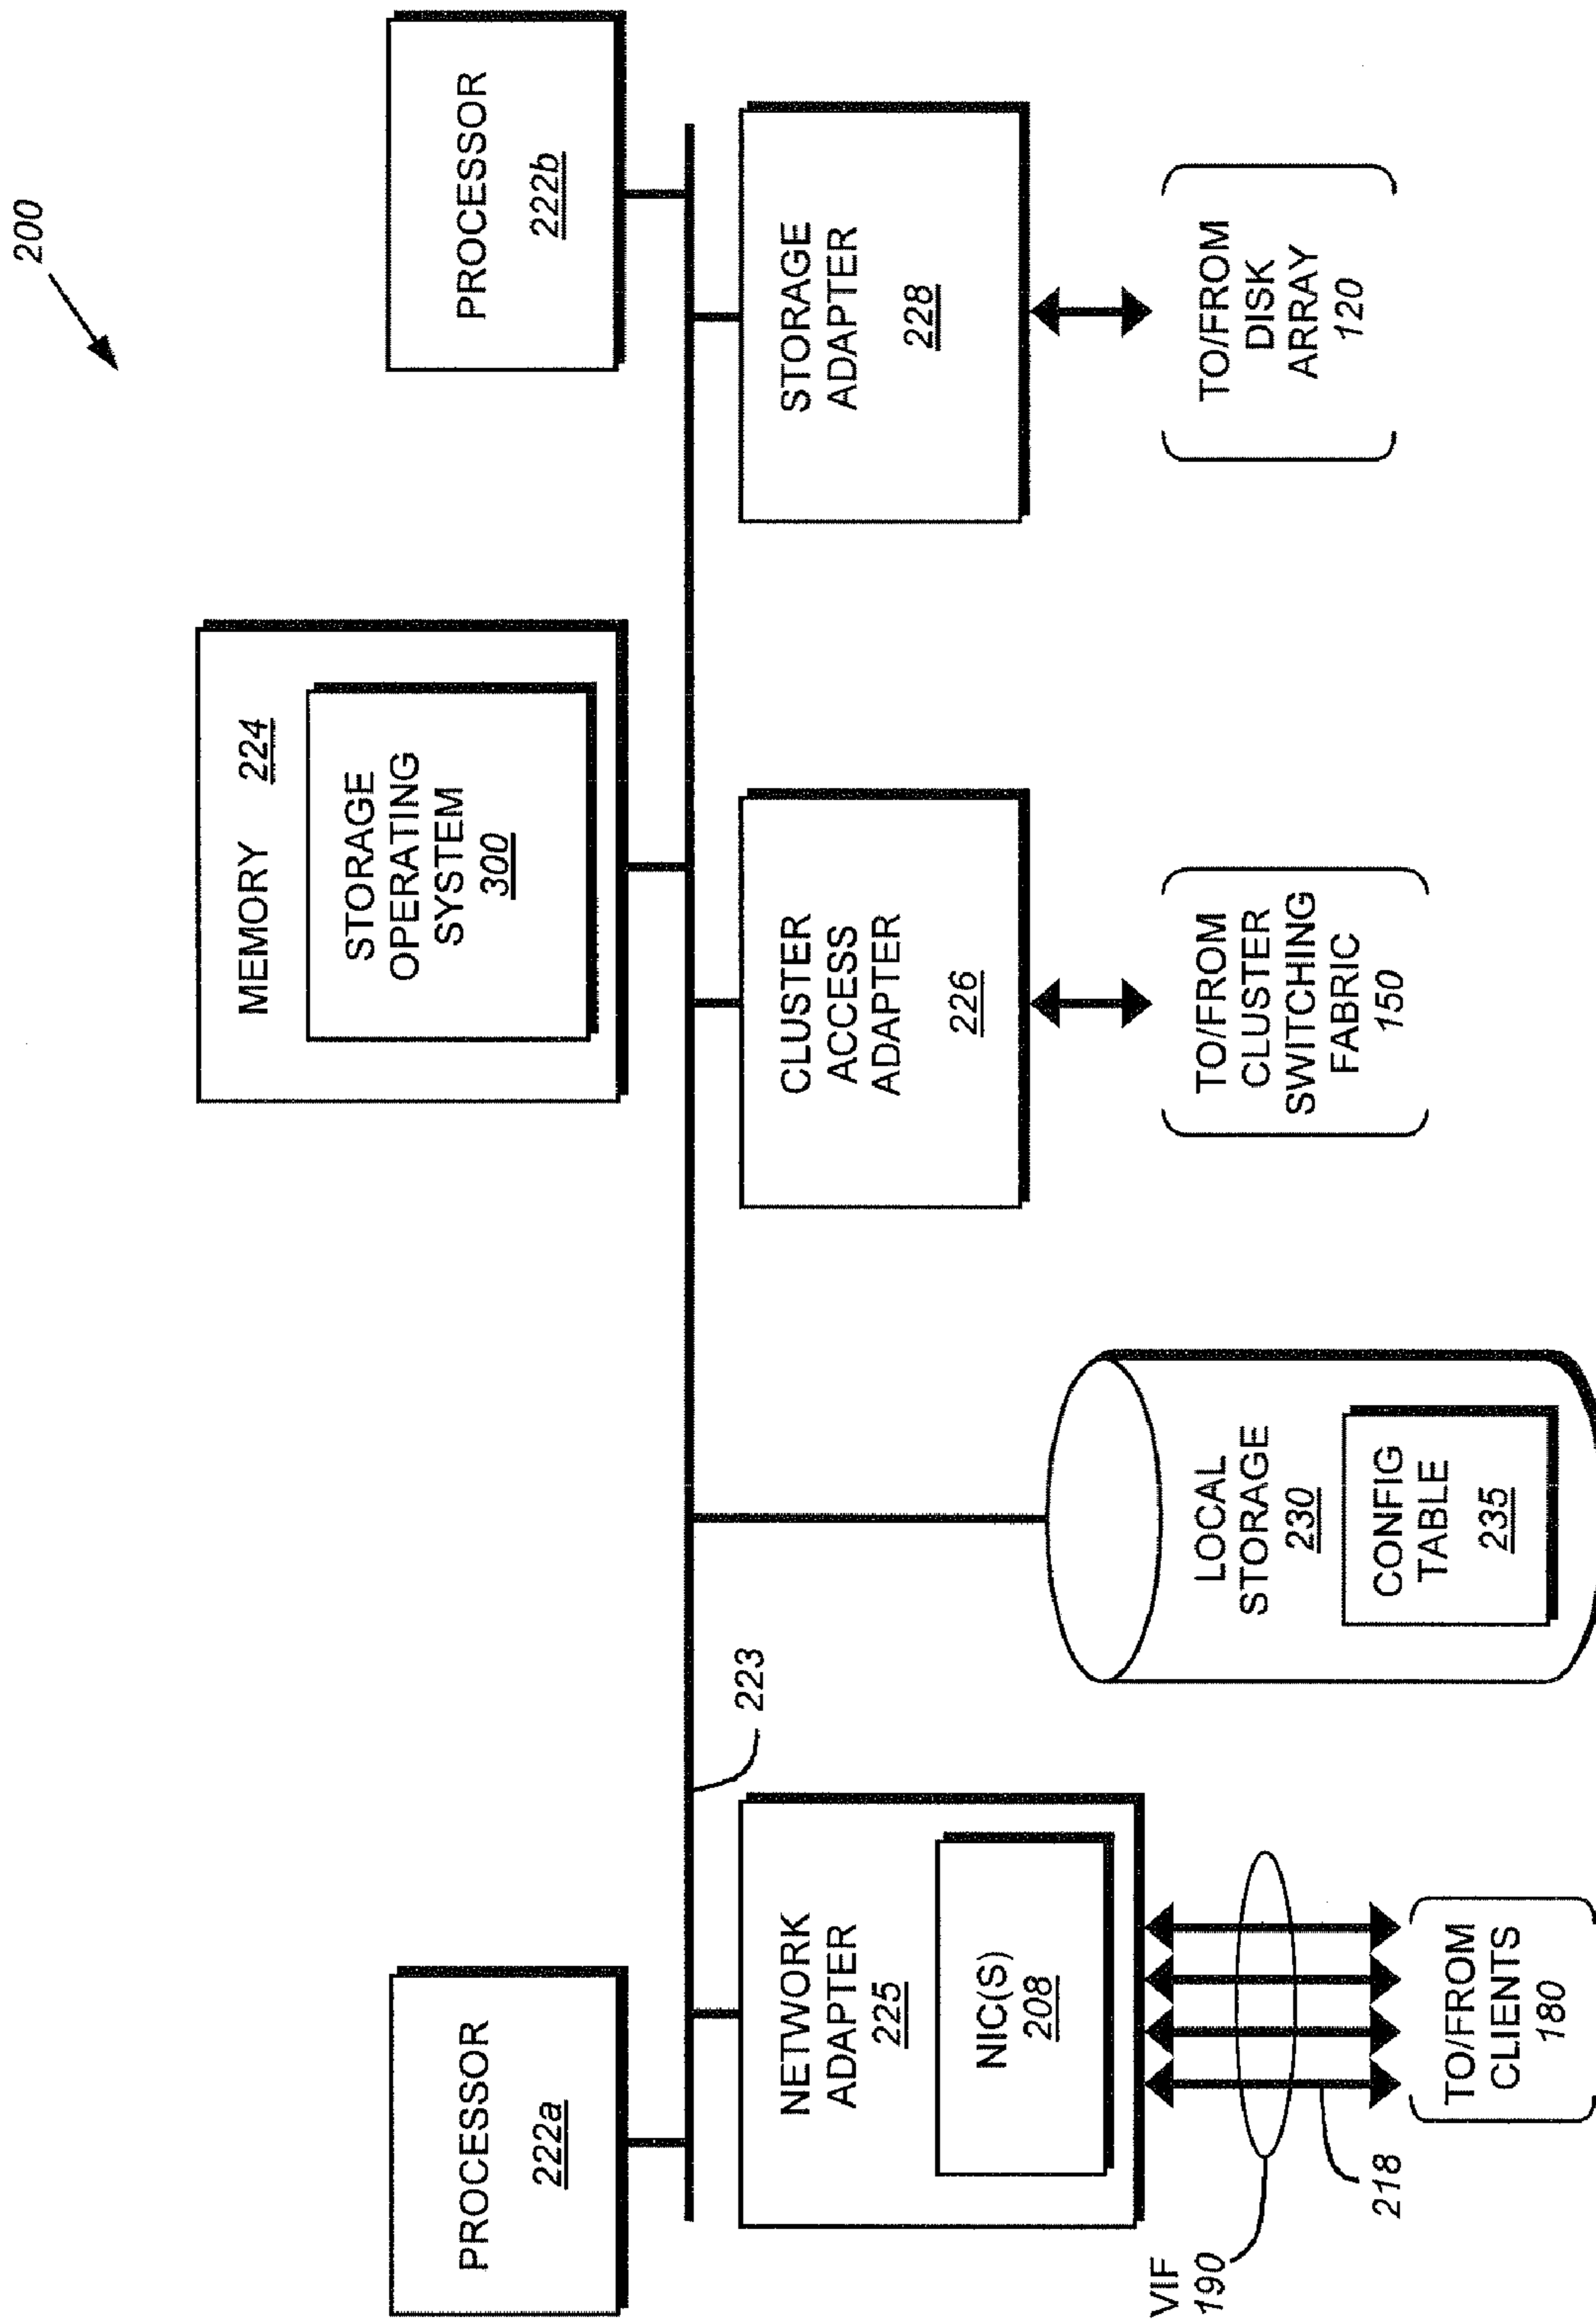 200
PROCESSOR
222a
MEMORY 224
STORAGE
OPERATING
SYSTEM
300
PROCESSOR
222b
223
NETWORK
ADAPTER
225
NIC(S)
208
LOCAL
STORAGE
230
CONFIG
TABLE
235
CLUSTER
ACCESS
ADAPTER
226
STORAGE
ADAPTER
228
VIF
190
218
TO/FROM
CLIENTS
180
TO/FROM
CLUSTER
SWITCHING
FABRIC
150
TO/FROM
DISK
ARRAY
120